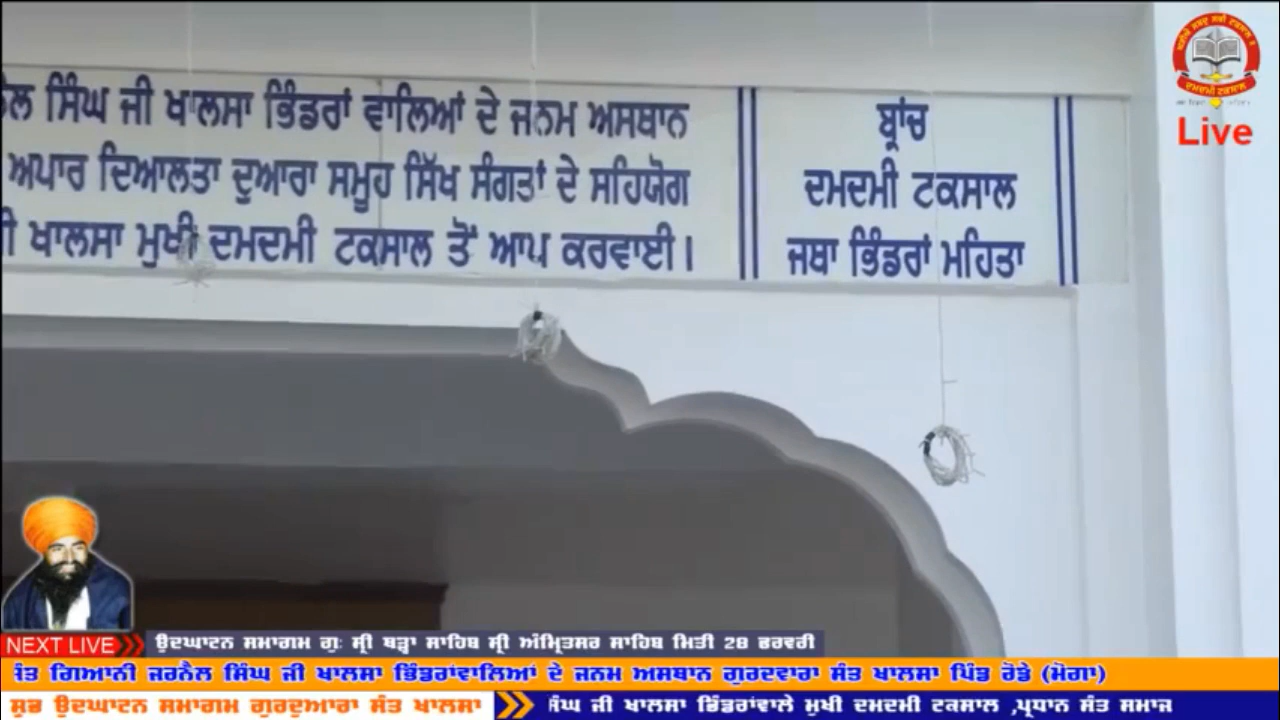 ਸਿੰਘ ਜੀ ਖਾਲਸਾ ਭਿੰਡਰਾਂ ਵਾਲਿਆਂ ਦੇ ਜਨਮ ਅਸਥਾਨ
ਅਪਾਰ ਦਿਆਲਤਾ ਦੁਆਰਾ ਸਮੂਹ ਸਿੱਖ ਸੰਗਤਾਂ ਦੇ ਸਹਿਯੋਗ
ਖਾਲਸਾ ਮੁਖੀ ਦਮਦਮੀ ਟਕਸਾਲ ਤੋਂ ਆਪ ਕਰਵਾਈ।
ਬ੍ਰਾਂਚ
ਦਮਦਮੀ ਟਕਸਾਲ
ਜਥਾ ਭਿੰਡਰਾਂ ਮਹਿਤਾ
ਦਮਦਮੀ ਟਕਸਾਲ
Live
NEXT LIVE
ਉਦਘਾਟਨ ਸਮਾਗਮ ਗੁਃ ਸ੍ਰੀ ਥੜ੍ਹਾ ਸਾਹਿਬ ਸ੍ਰੀ ਅੰਮ੍ਰਿਤਸਰ ਸਾਹਿਬ ਮਿਤੀ 28 ਫਰਵਰੀ
ਗਿਆਨੀ ਜਰਨੈਲ ਸਿੰਘ ਜੀ ਖਾਲਸਾ ਭਿੰਡਰਾਂਵਾਲਿਆਂ ਦੇ ਜਨਮ ਅਸਥਾਨ ਗੁਰਦਵਾਰਾ ਸੰਤ ਖਾਲਸਾ ਪਿੰਡ ਰੋਡੇ (ਮੋਗਾ)
ਸ਼ੁਭ ਉਦਘਾਟਨ ਸਮਾਗਮ ਗੁਰਦੁਆਰਾ ਸੰਤ ਖਾਲਸਾ
ਜੀ ਖਾਲਸਾ ਭਿੰਡਰਾਂਵਾਲੇ ਮੁਖੀ ਦਮਦਮੀ ਟਕਸਾਲ ,ਪ੍ਰਧਾਨ ਸੰਤ ਸਮਾਜ